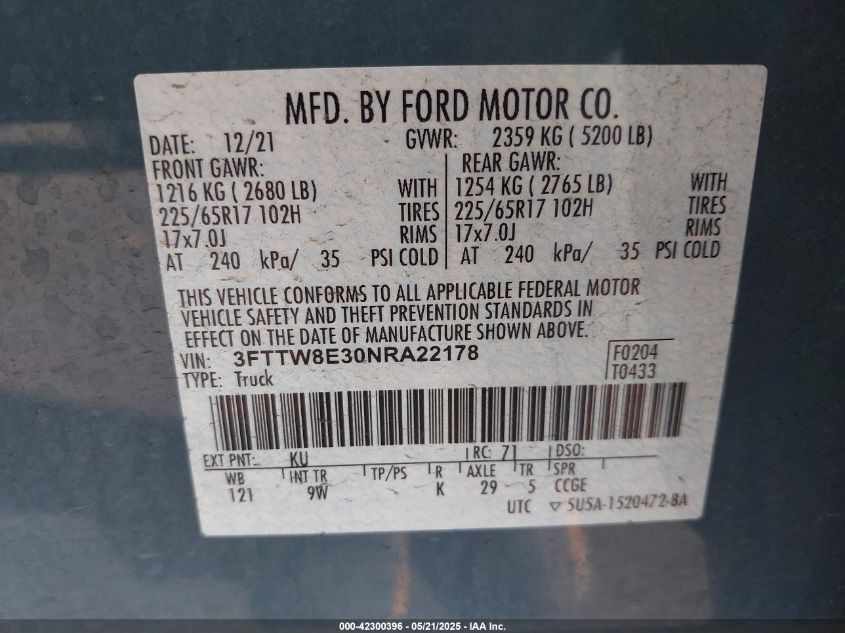 MFD. BY FORD MOTOR CO.
DATE: 12/21 GVWR: 2359 KG ( 5200 LB)
FRONT GAWR: REAR GAWR:
1216 KG ( 2680 LB) WITH 1254 KG ( 2765 LB) WITH
225/65R17 102H TIRES 225/65R17 102H TIRES
17x7.0J RIMS 17x7.0J RIMS
AT 240 kPa/ 35 PSI COLD AT 240 kPa/ 35 PSI COLD
THIS VEHICLE CONFORMS TO ALL APPLICABLE FEDERAL MOTOR
VEHICLE SAFETY AND THEFT PREVENTION STANDARDS IN
EFFECT ON THE DATE OF MANUFACTURE SHOWN ABOVE.
VIN: 3FTTW8E30NRA22178 F0204
TYPE: Truck T0433
EXT PNT: KU RC: 71 DSO:
WB INT TR TP/PS R AXLE TR SPR
121 9W K 29 5 CCGE
UTC ▽ 5U5A-1520472-BA
000-42300396 - 05/21/2025 - IAA Inc.